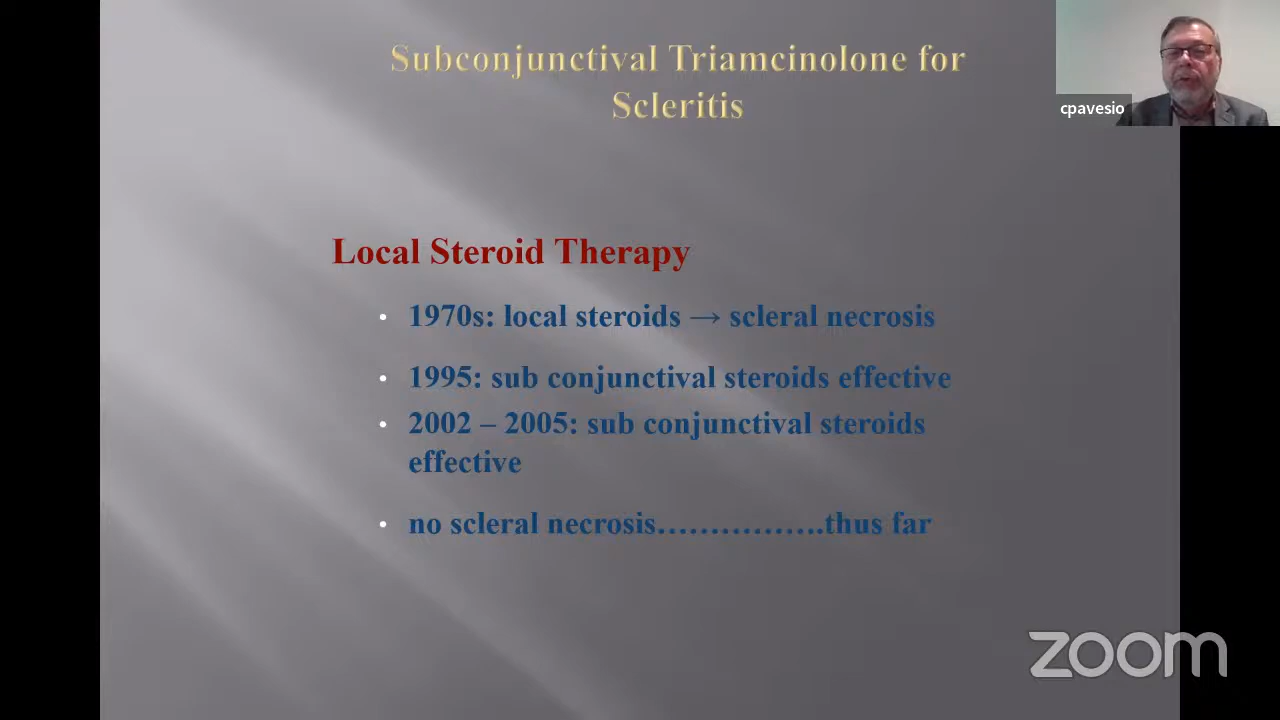 Subconjunctival Triamcinolone for
Scleritis
cpavesio
Local Steroid Therapy
• 1970s: local steroids → scleral necrosis
• 1995: sub conjunctival steroids effective
• 2002 – 2005: sub conjunctival steroids
effective
• no scleral necrosis…………….thus far
zoom